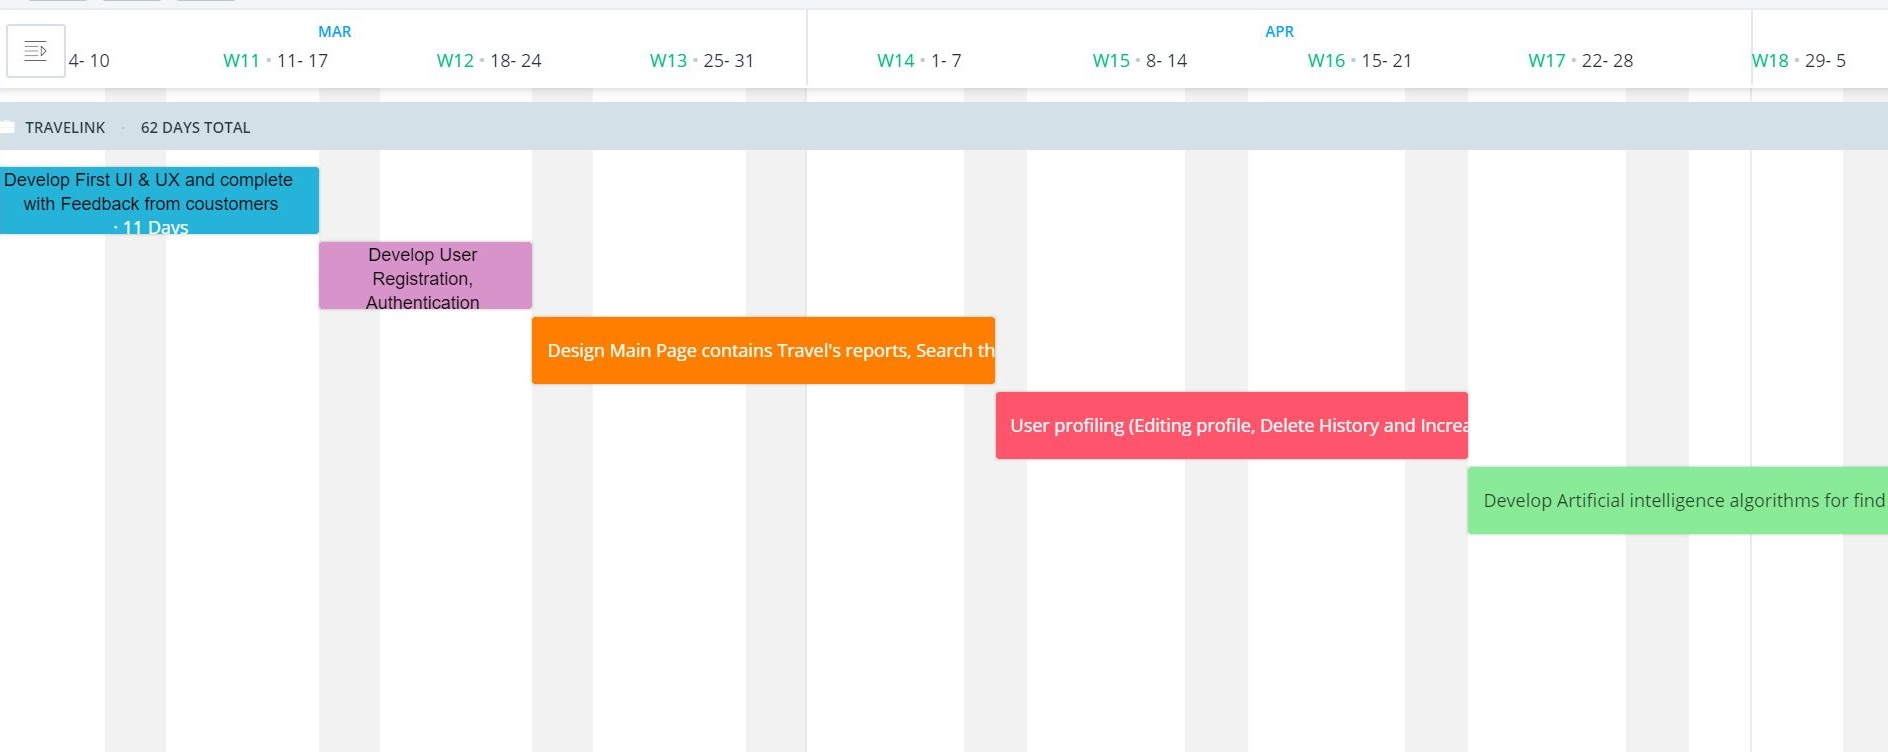 MAR
APR
4- 10
W11 • 11- 17
W12 • 18- 24
W13 • 25- 31
W14 • 1- 7
W15 • 8- 14
W16 • 15- 21
W17 • 22- 28
W18 • 29- 5
TRAVELINK · 62 DAYS TOTAL
Develop First UI & UX and complete
with Feedback from coustomers
· 11 Days
Develop User
Registration,
Authentication
Design Main Page contains Travel's reports, Search th
User profiling (Editing profile, Delete History and Increa
Develop Artificial intelligence algorithms for find